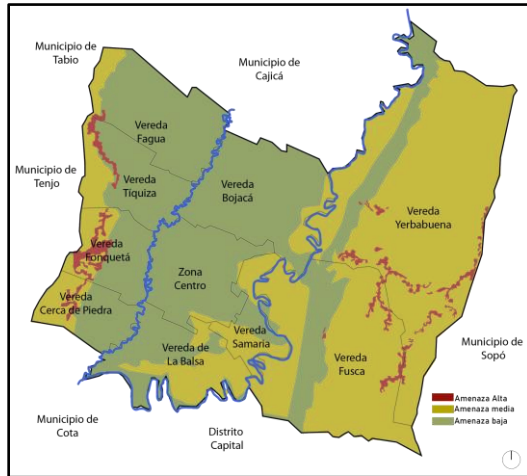 Municipio de
Tabio
Municipio de
Cajicá
Vereda
Fagua
Municipio de
Tenjo
Vereda
Tiquiza
Vereda
Bojacá
Vereda
Yerbabuena
Vereda
Fonquetá
Zona
Centro
Vereda
Cerca de Piedra
Vereda
Samaria
Vereda de
La Balsa
Vereda
Fusca
Municipio de
Sopó
Amenaza Alta
Amenaza media
Amenaza baja
Municipio de
Cota
Distrito
Capital